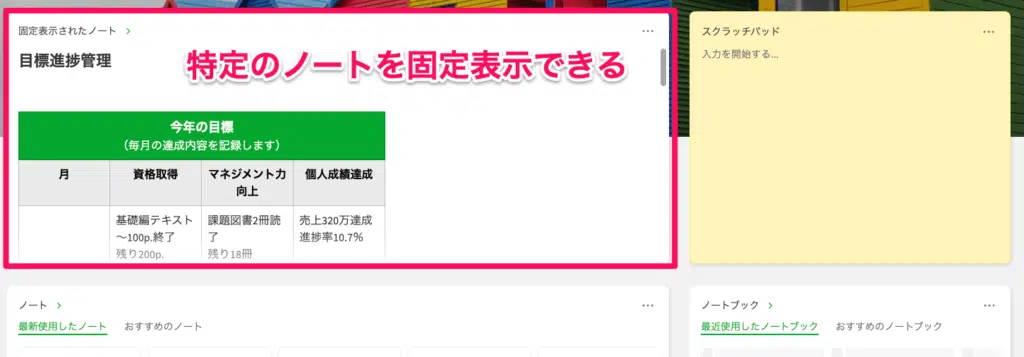 固定表示されたノート
目標進捗管理
特定のノートを固定表示できる
今年の目標
（毎月の達成内容を記録します）
月 資格取得 マネジメント力 個人成績達成
向上
基礎編テキスト 課題図書2冊読 売上320万達成
～100p.終了 了 進捗率10.7%
残り200p. 残り18冊
スクラッチパッド
入力を開始する...
ノート
最新使用したノート おすすめのノート
ノートブック
最近使用したノートブック おすすめのノートブック